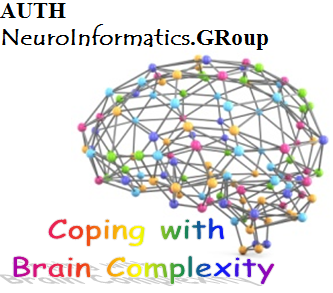 AUTH
NeuroInformatics.GRoup
Coping with
Brain Complexity